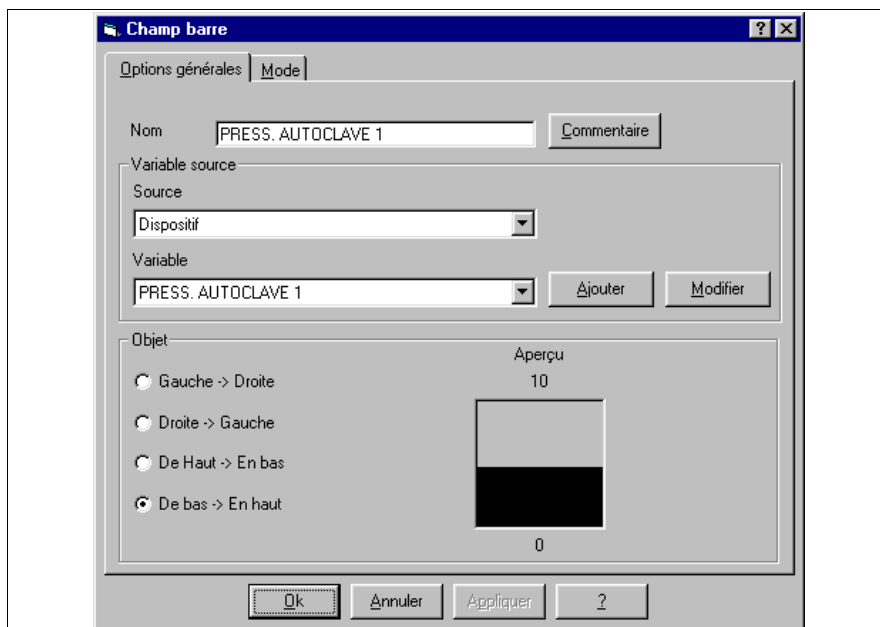 Champ barre
Options générales Mode
Nom PRESS. AUTOCLAVE 1 Commentaire
Variable source
Source
Dispositif
Variable
PRESS. AUTOCLAVE 1 Ajouter Modifier
Objet
Aperçu
10
Gauche -> Droite
Droite -> Gauche
De Haut -> En bas
De bas -> En haut
0
Ok Annuler Appliquer ?